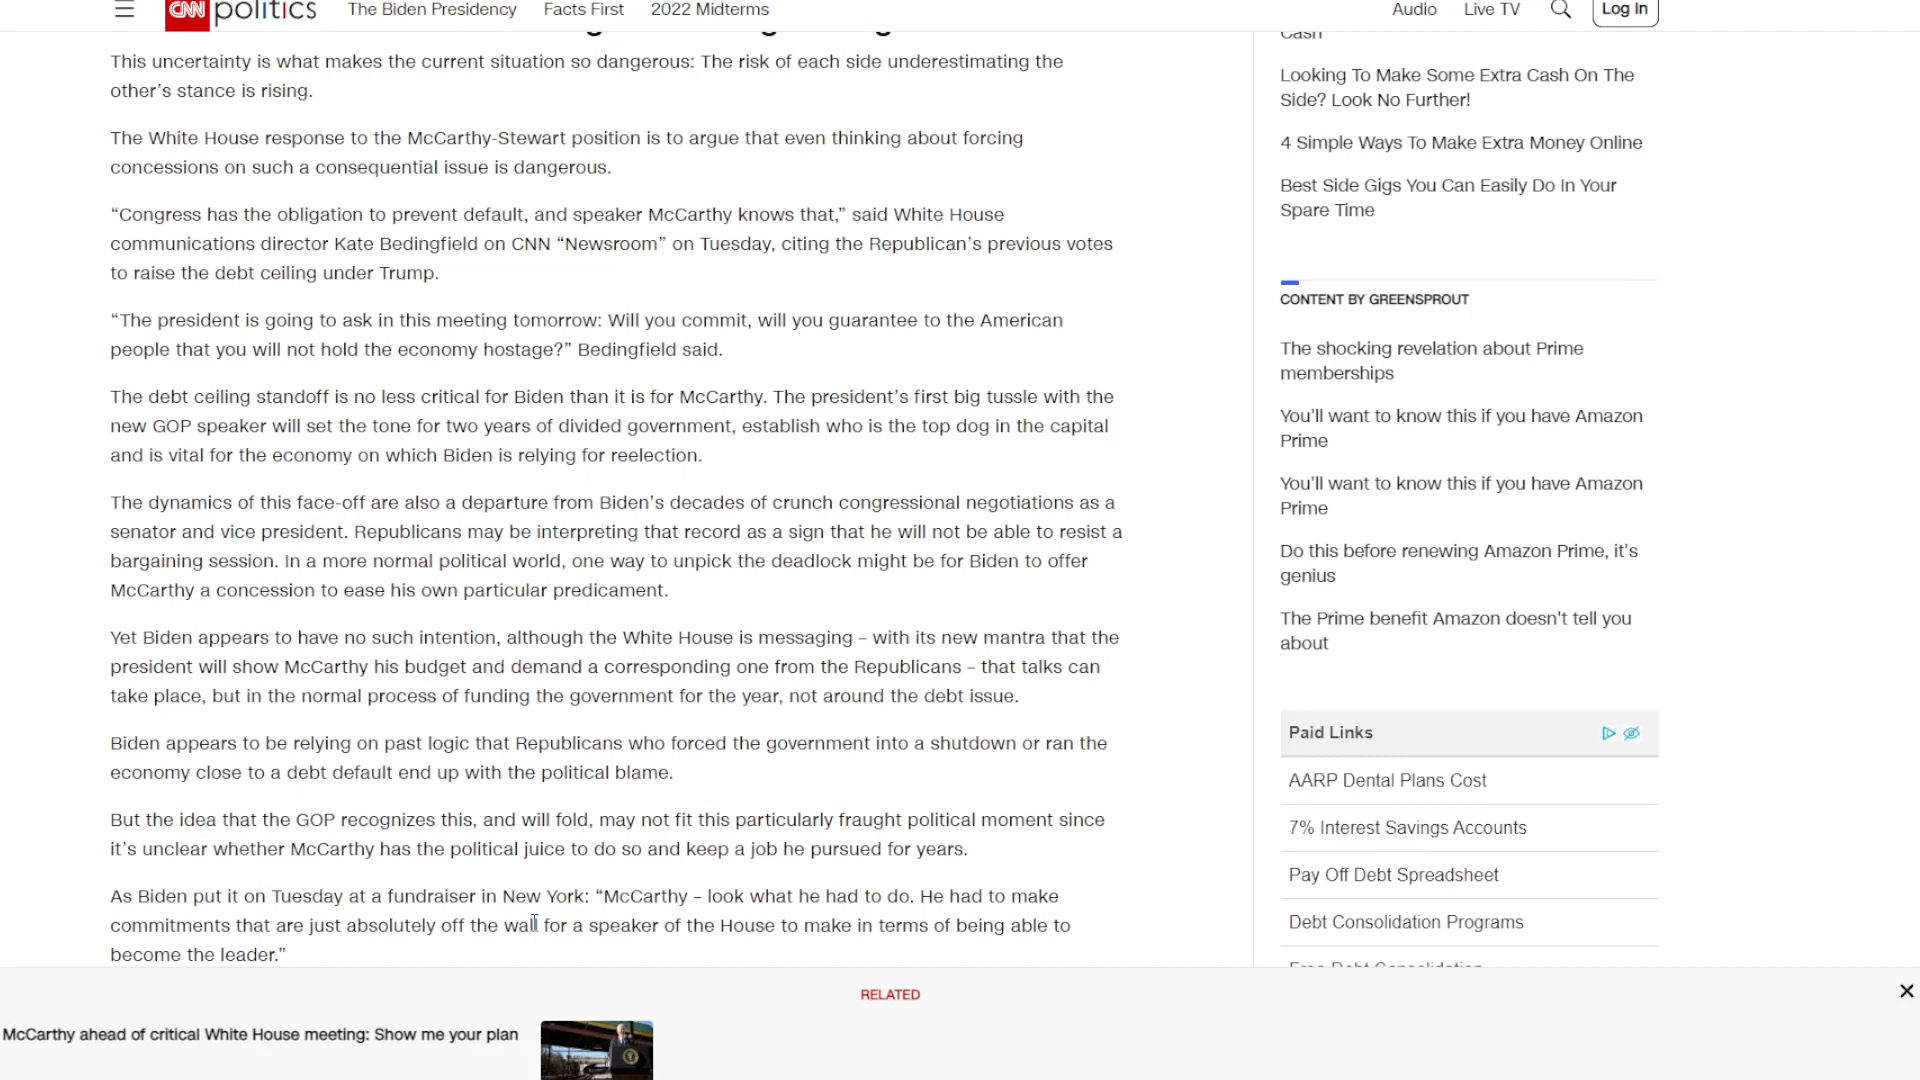 CNN politics The Biden Presidency Facts First 2022 Midterms Audio Live TV Log In
This uncertainty is what makes the current situation so dangerous: The risk of each side underestimating the
other’s stance is rising.
The White House response to the McCarthy-Stewart position is to argue that even thinking about forcing
concessions on such a consequential issue is dangerous.
“Congress has the obligation to prevent default, and speaker McCarthy knows that,” said White House
communications director Kate Bedingfield on CNN “Newsroom” on Tuesday, citing the Republican’s previous votes
to raise the debt ceiling under Trump.
“The president is going to ask in this meeting tomorrow: Will you commit, will you guarantee to the American
people that you will not hold the economy hostage?” Bedingfield said.
The debt ceiling standoff is no less critical for Biden than it is for McCarthy. The president’s first big tussle with the
new GOP speaker will set the tone for two years of divided government, establish who is the top dog in the capital
and is vital for the economy on which Biden is relying for reelection.
The dynamics of this face-off are also a departure from Biden’s decades of crunch congressional negotiations as a
senator and vice president. Republicans may be interpreting that record as a sign that he will not be able to resist a
bargaining session. In a more normal political world, one way to unpick the deadlock might be for Biden to offer
McCarthy a concession to ease his own particular predicament.
Yet Biden appears to have no such intention, although the White House is messaging – with its new mantra that the
president will show McCarthy his budget and demand a corresponding one from the Republicans – that talks can
take place, but in the normal process of funding the government for the year, not around the debt issue.
Biden appears to be relying on past logic that Republicans who forced the government into a shutdown or ran the
economy close to a debt default end up with the political blame.
But the idea that the GOP recognizes this, and will fold, may not fit this particularly fraught political moment since
it’s unclear whether McCarthy has the political juice to do so and keep a job he pursued for years.
As Biden put it on Tuesday at a fundraiser in New York: “McCarthy – look what he had to do. He had to make
commitments that are just absolutely off the wall for a speaker of the House to make in terms of being able to
become the leader.”
Cash
Looking To Make Some Extra Cash On The
Side? Look No Further!
4 Simple Ways To Make Extra Money Online
Best Side Gigs You Can Easily Do In Your
Spare Time
CONTENT BY GREENSPROUT
The shocking revelation about Prime
memberships
You'll want to know this if you have Amazon
Prime
You'll want to know this if you have Amazon
Prime
Do this before renewing Amazon Prime, it's
genius
The Prime benefit Amazon doesn't tell you
about
Paid Links
AARP Dental Plans Cost
7% Interest Savings Accounts
Pay Off Debt Spreadsheet
Debt Consolidation Programs
Free Debt Consolidation
RELATED
McCarthy ahead of critical White House meeting: Show me your plan